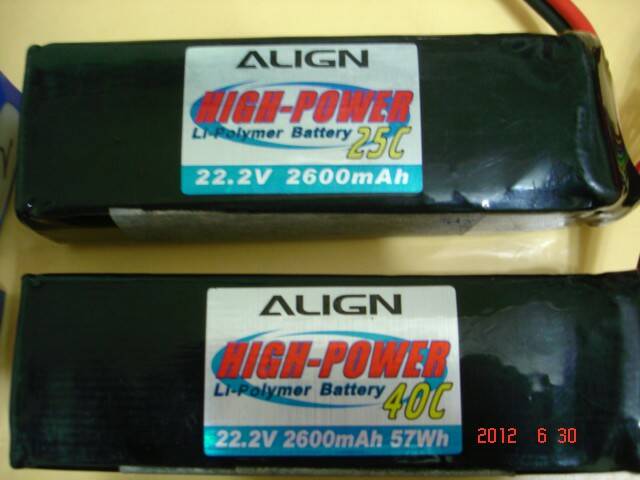 ALIGN
HIGH-POWER
Li-Polymer Battery
25C
22.2V 2600mAh
ALIGN
HIGH-POWER
Li-Polymer Battery
40C
22.2V 2600mAh 57Wh
2012 6 30